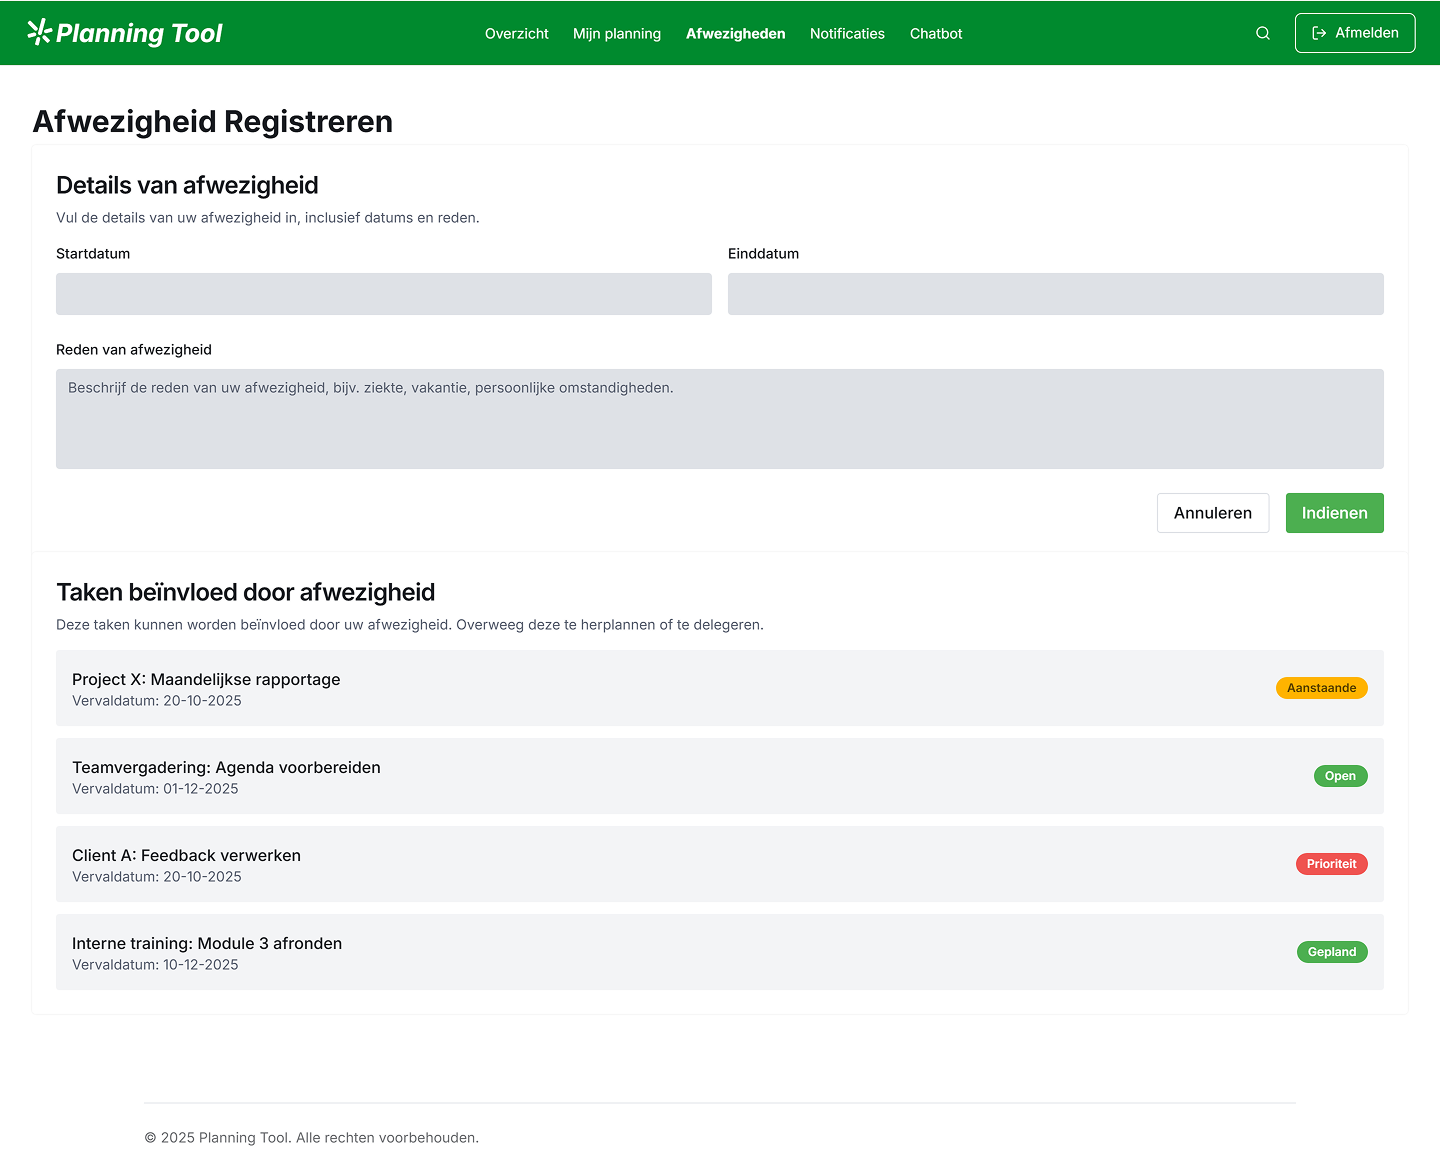 Planning Tool
Overzicht Mijn planning Afwezigheden Notificaties Chatbot
Afmelden
Afwezigheid Registreren
Details van afwezigheid
Vul de details van uw afwezigheid in, inclusief datums en reden.
Startdatum Einddatum
Reden van afwezigheid
Beschrijf de reden van uw afwezigheid, bijv. ziekte, vakantie, persoonlijke omstandigheden.
Annuleren Indienen
Taken beïnvloed door afwezigheid
Deze taken kunnen worden beïnvloed door uw afwezigheid. Overweeg deze te herplannen of te delegeren.
Project X: Maandelijkse rapportage
Vervaldatum: 20-10-2025
Aanstaande
Teamvergadering: Agenda voorbereiden
Vervaldatum: 01-12-2025
Open
Client A: Feedback verwerken
Vervaldatum: 20-10-2025
Prioriteit
Interne training: Module 3 afronden
Vervaldatum: 10-12-2025
Gepland
© 2025 Planning Tool. Alle rechten voorbehouden.